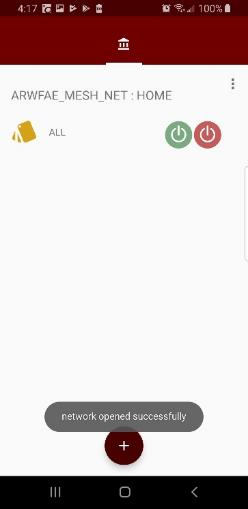 4:17 100%
ARWFAE_MESH_NET : HOME
ALL
network opened successfully